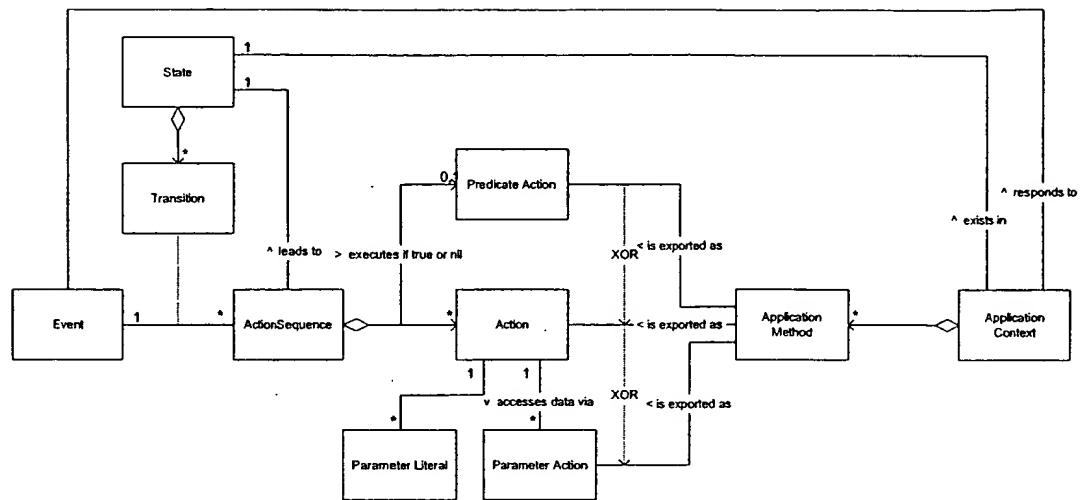 1
State
1
*
0,1
Predicate Action
Transition
^ responds to
^ exists in
^ leads to
> executes if true or nil
XOR
< is exported as
Event
1
*
ActionSequence
*
Action
< is exported as
Application
Method
*
Application
Context
1
1
v accesses data via
XOR
< is exported as
*
*
Parameter Literal
Parameter Action